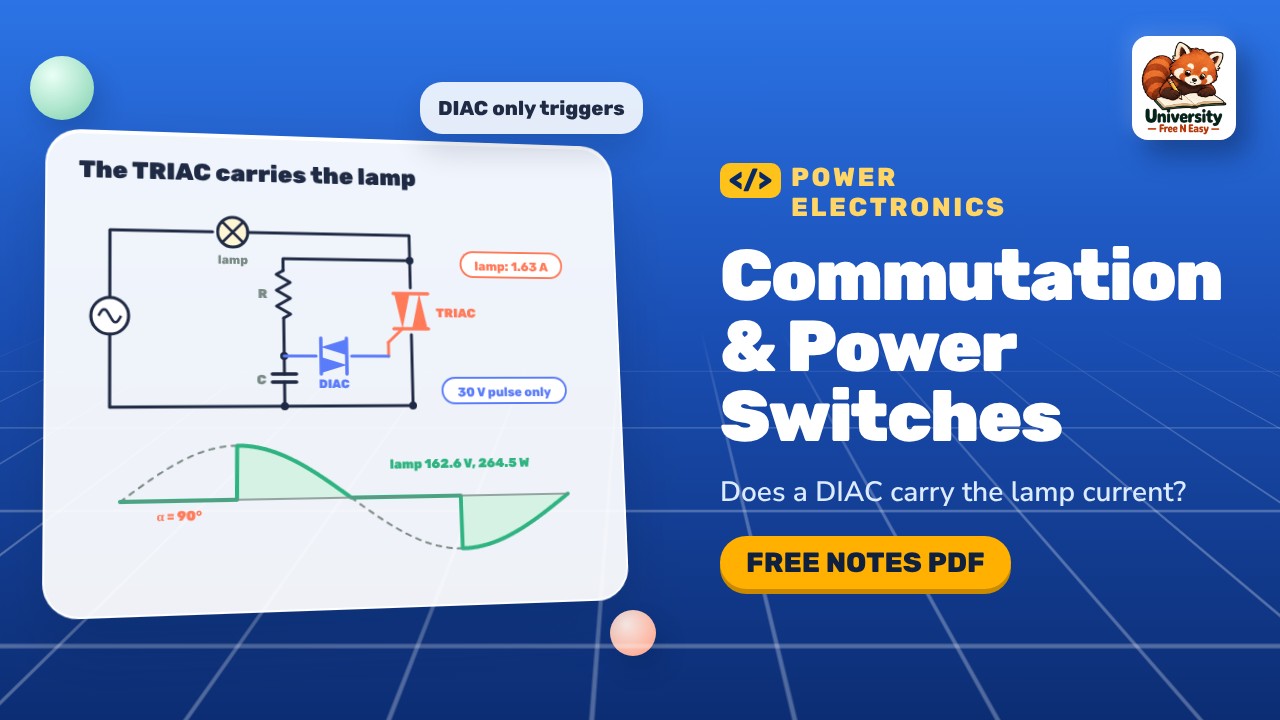 DIAC only triggers
The TRIAC carries the lamp
lamp
R
lamp: 1.63 A
TRIAC
C
DIAC
30 V pulse only
lamp 162.6 V, 264.5 W
α = 90°
University
Free N Easy
</> POWER
ELECTRONICS
Commutation
& Power
Switches
Does a DIAC carry the lamp current?
FREE NOTES PDF